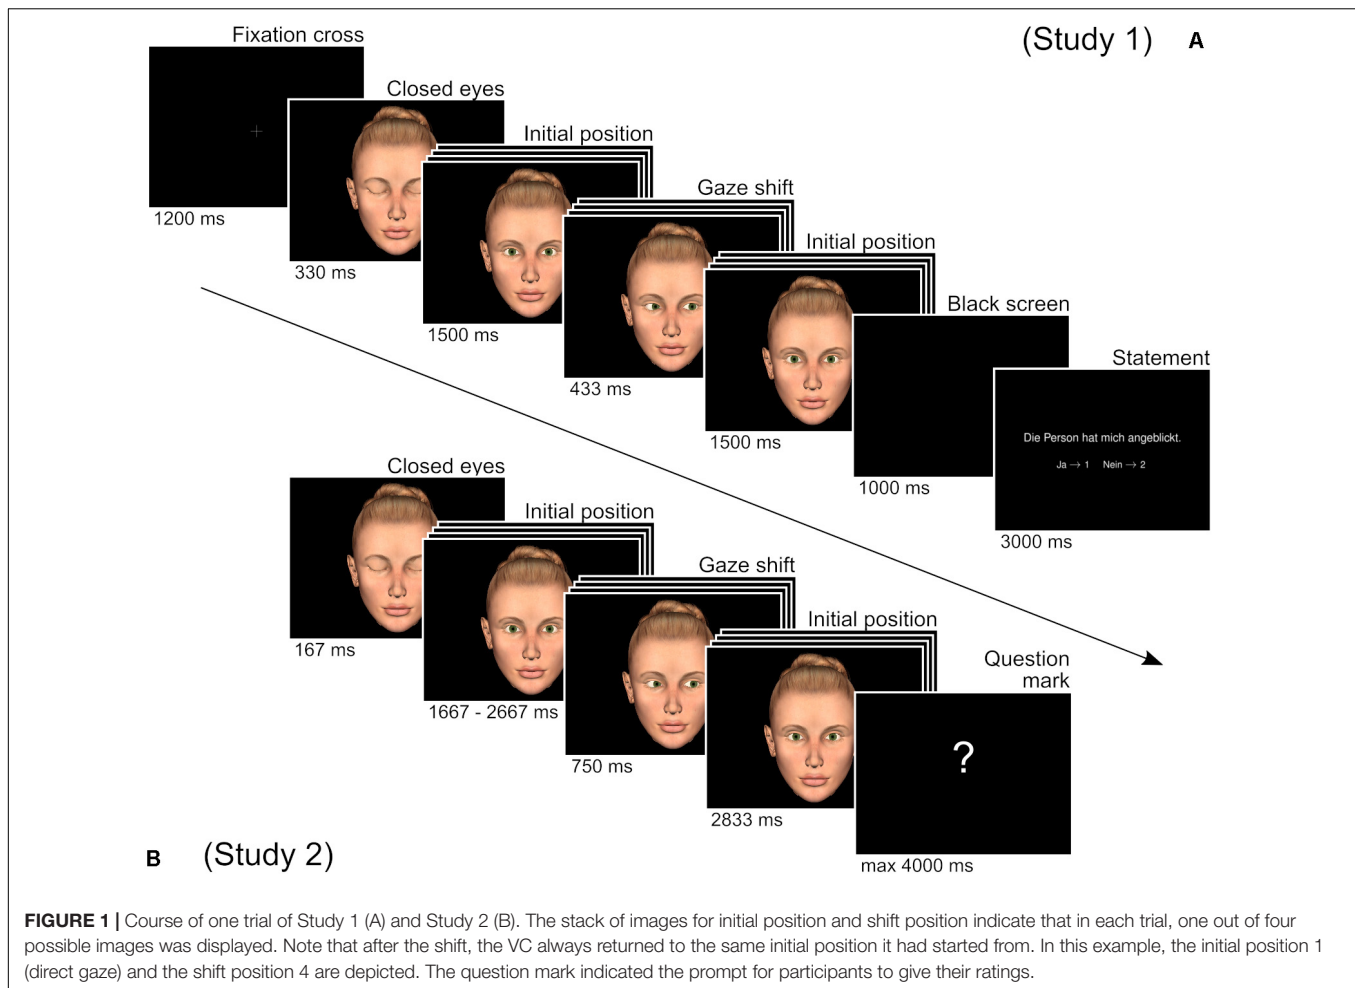 (Study 1) A
Fixation cross
1200 ms
Closed eyes
330 ms
Initial position
1500 ms
Gaze shift
433 ms
Initial position
1500 ms
Black screen
1000 ms
Statement
Die Person hat mich angeblickt.
Ja → 1 Nein → 2
3000 ms
Closed eyes
167 ms
Initial position
1667 - 2667 ms
Gaze shift
750 ms
Initial position
2833 ms
Question
mark
?
max 4000 ms
B (Study 2)
FIGURE 1 | Course of one trial of Study 1 (A) and Study 2 (B). The stack of images for initial position and shift position indicate that in each trial, one out of four
possible images was displayed. Note that after the shift, the VC always returned to the same initial position it had started from. In this example, the initial position 1
(direct gaze) and the shift position 4 are depicted. The question mark indicated the prompt for participants to give their ratings.